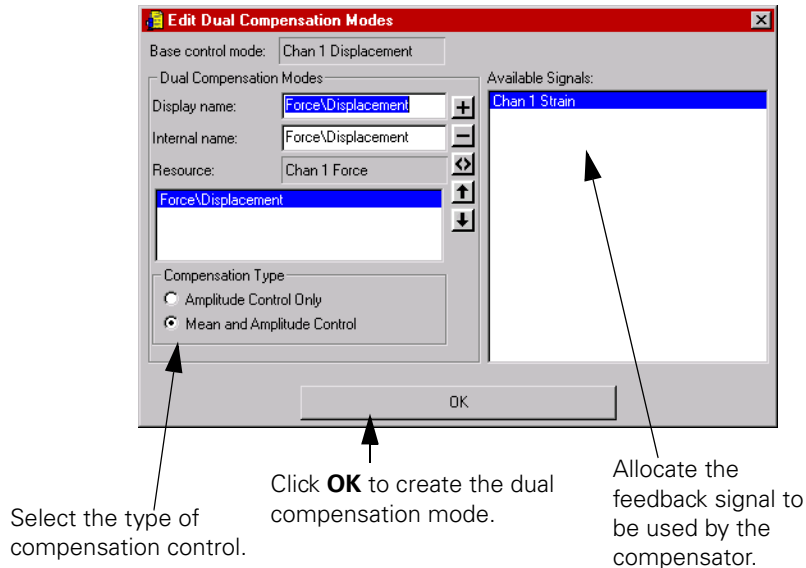 Edit Dual Compensation Modes
Base control mode: Chan 1 Displacement
Dual Compensation Modes
Display name: Force\Displacement
Internal name: Force\Displacement
Resource: Chan 1 Force
Force\Displacement
Compensation Type
Amplitude Control Only
Mean and Amplitude Control
Available Signals:
Chan 1 Strain
OK
Select the type of
compensation control.
Click OK to create the dual
compensation mode.
Allocate the
feedback signal to
be used by the
compensator.